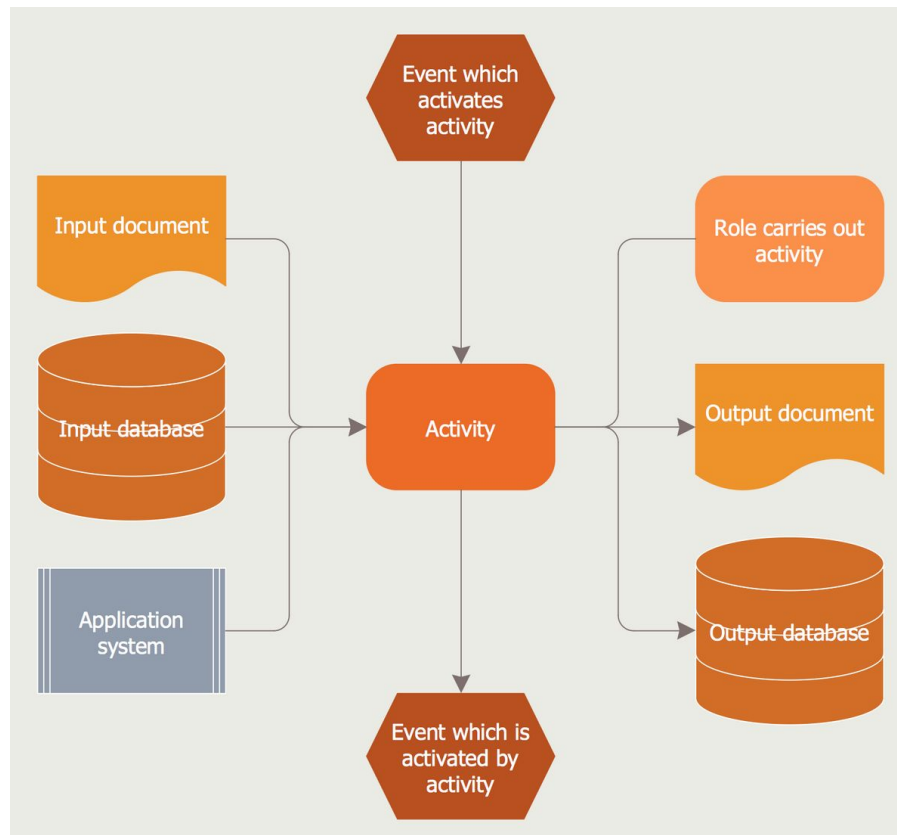 Event which
activates
activity
Input document
Role carries out
activity
Input database
Activity
Output document
Application
system
Output database
Event which is
activated by
activity